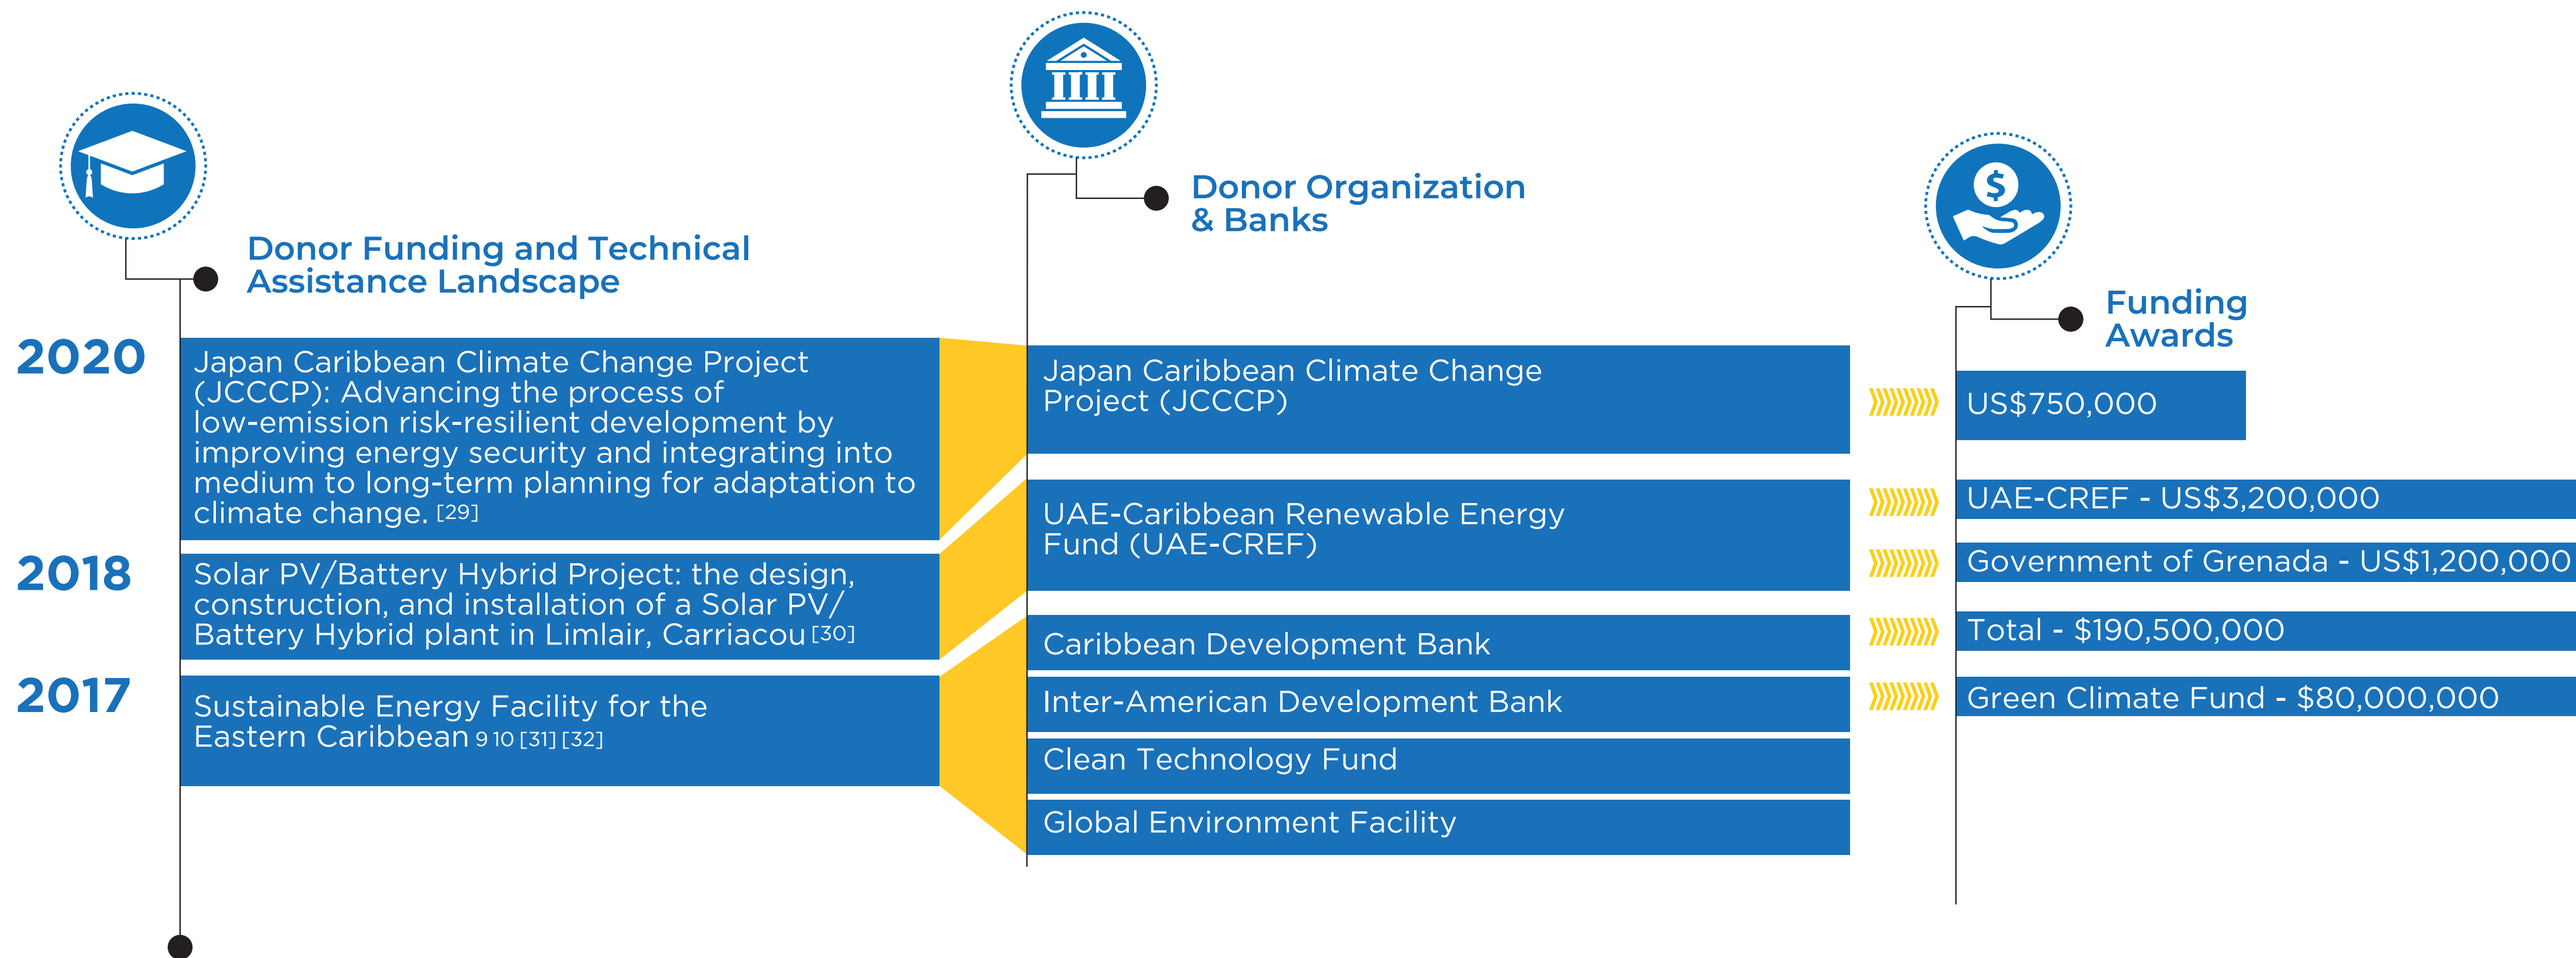 Donor Funding and Technical
Assistance Landscape
2020
Japan Caribbean Climate Change Project
(JCCCP): Advancing the process of
low-emission risk-resilient development by
improving energy security and integrating into
medium to long-term planning for adaptation to
climate change. [29]
2018
Solar PV/Battery Hybrid Project: the design,
construction, and installation of a Solar PV/
Battery Hybrid plant in Limlair, Carriacou [30]
2017
Sustainable Energy Facility for the
Eastern Caribbean 9 10 [31] [32]
Donor Organization
& Banks
Japan Caribbean Climate Change
Project (JCCCP)
UAE-Caribbean Renewable Energy
Fund (UAE-CREF)
Caribbean Development Bank
Inter-American Development Bank
Clean Technology Fund
Global Environment Facility
$
Funding
Awards
US$750,000
UAE-CREF - US$3,200,000
Government of Grenada - US$1,200,000
Total - $190,500,000
Green Climate Fund - $80,000,000